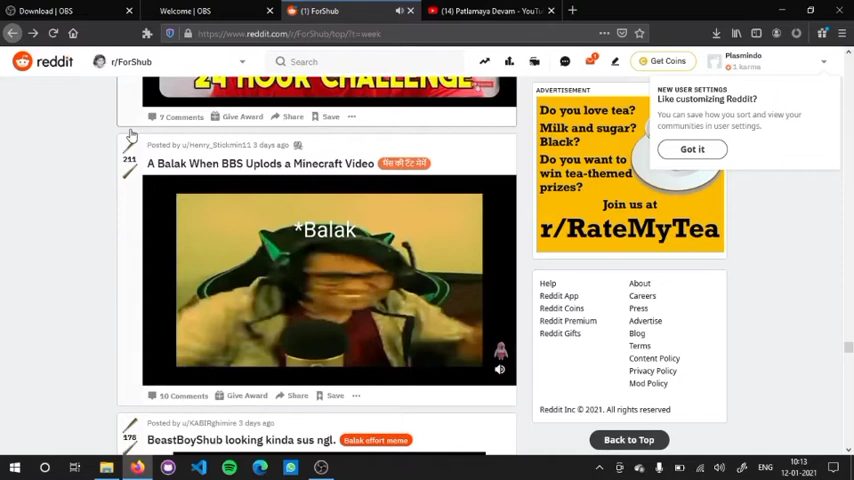 Download | OBS
Welcome | OBS
(1) ForShub
(14) Patlamaya Devam - YouT
https://www.reddit.com/r/ForShub/top/?t=week
reddit
r/ForShub
Search
Get Coins
Plasmindo
1 karma
24 HOUR CHALLENGE
7 Comments
Give Award
Share
Save
NEW USER SETTINGS
Like customizing Reddit?
You can save how you sort and view your
communities in user settings.
Got it
ADVERTISEMENT
Do you love tea?
Milk and sugar?
Black?
Do you want to
win tea-themed
prizes?
Join us at
r/RateMyTea
Posted by u/Henry_Stickmin11 3 days ago
211
A Balak When BBS Uplods a Minecraft Video
*Balak
10 Comments
Give Award
Share
Save
Help
About
Reddit App
Careers
Reddit Coins
Press
Reddit Premium
Advertise
Reddit Gifts
Blog
Terms
Content Policy
Privacy Policy
Mod Policy
Reddit Inc © 2021. All rights reserved
Back to Top
Posted by u/KABIRghimire 3 days ago
178
BeastBoyShub looking kinda sus ngl.
Balak effort meme
ENG
10:13
12-01-2021